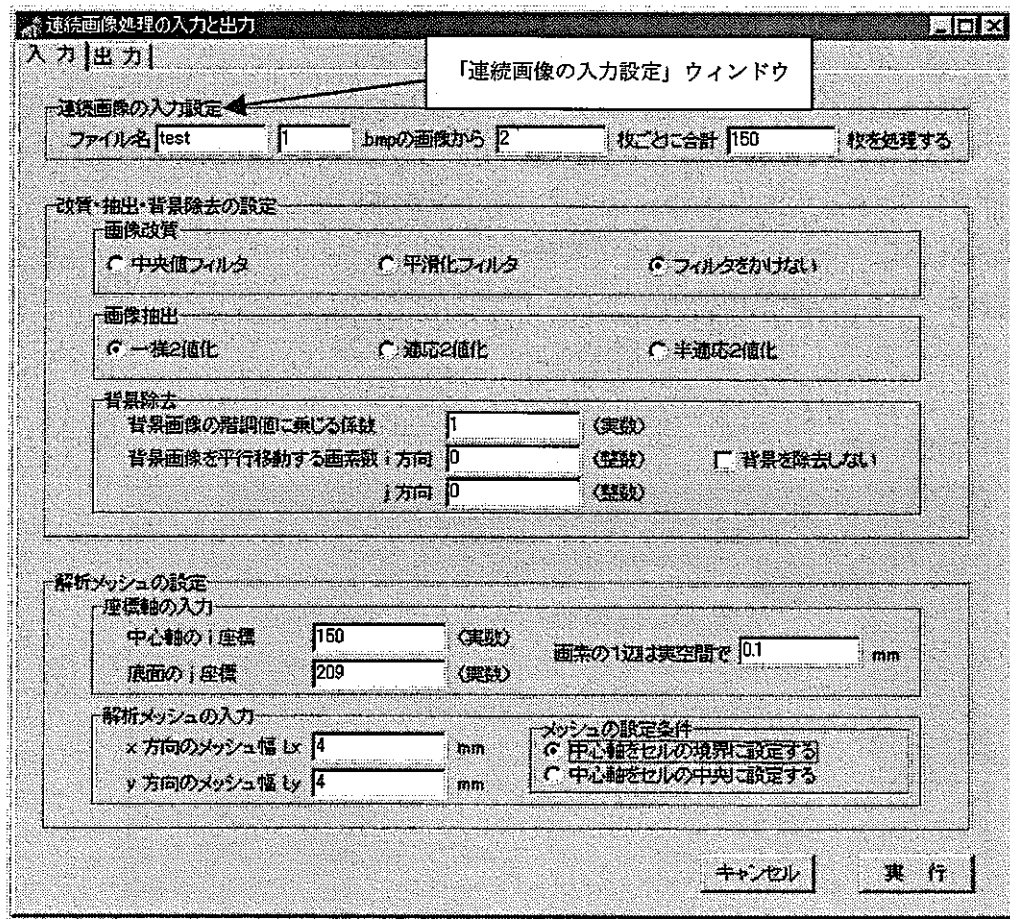 連続画像処理の入力と出力
入 力 出 力
「連続画像の入力設定」ウィンドウ
連続画像の入力設定
ファイル名 test 1 .bmpの画像から 2 枚ごとに合計 150 枚を処理する
改質・抽出・背景除去の設定
画像改質
中央値フィルタ 平滑化フィルタ フィルタをかけない
画像抽出
一様2値化 適応2値化 半適応2値化
背景除去
背景画像の階調値に乗じる係数 1 (実数)
背景画像を平行移動する画素数 i 方向 0 (整数) 背景を除去しない
j 方向 0 (整数)
解析メッシュの設定
座標軸の入力
中心軸の i 座標 150 (実数) 画素の1辺は実空間で 0.1 mm
底面の j 座標 209 (実数)
解析メッシュの入力 メッシュの設定条件
x 方向のメッシュ幅 Lx 4 mm 中心軸をセルの境界に設定する
y 方向のメッシュ幅 Ly 4 mm 中心軸をセルの中央に設定する
キャンセル 実 行